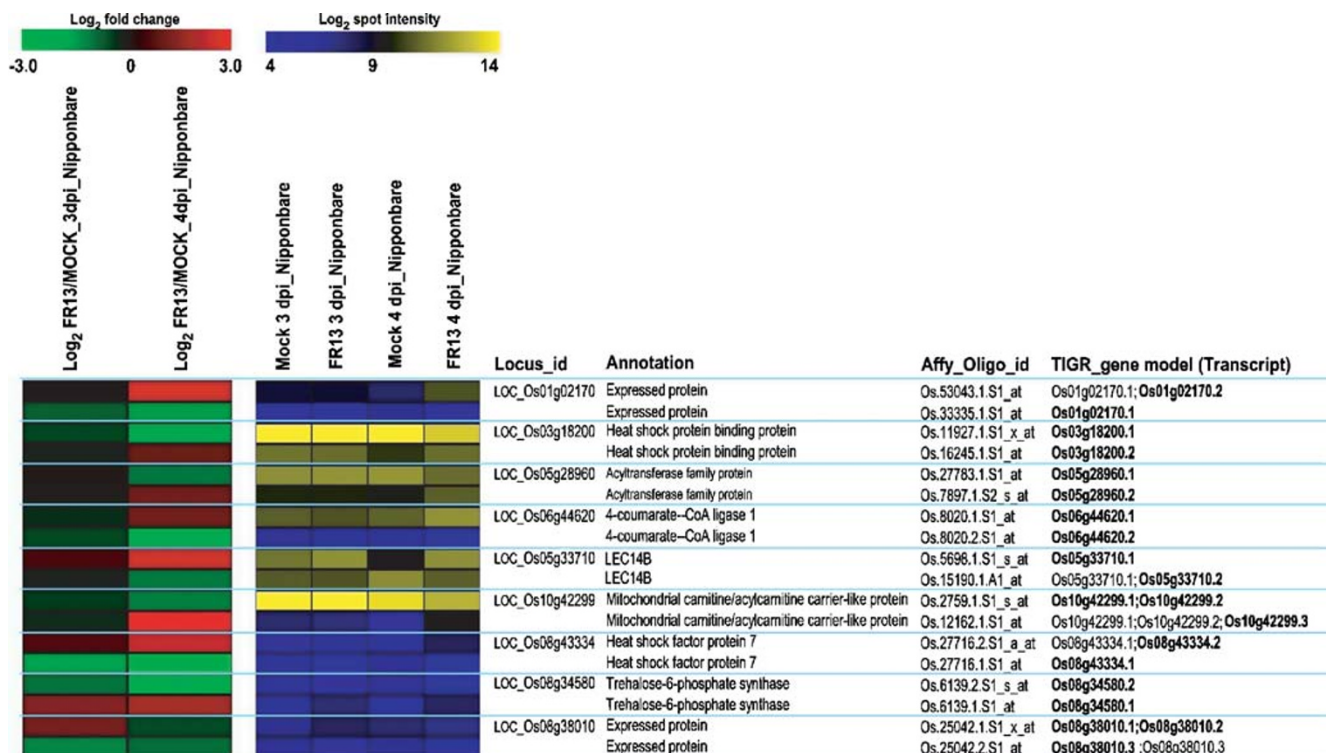 Log2 fold change
Log2 spot intensity
-3.0 0 3.0
4 9 14
Log2 FR13/MOCK_3dpi_Nipponbare
Log2 FR13/MOCK_4dpi_Nipponbare
Mock 3 dpi_Nipponbare
FR13 3 dpi_Nipponbare
Mock 4 dpi_Nipponbare
FR13 4 dpi_Nipponbare
Locus_id Annotation Affy_Oligo_id TIGR_gene model (Transcript)
LOC_Os01g02170 Expressed protein Os.53043.1.S1_at Os01g02170.1; Os01g02170.2
Expressed protein Os.33335.1.S1_at Os01g02170.1
LOC_Os03g18200 Heat shock protein binding protein Os.11927.1.S1_x_at Os03g18200.1
Heat shock protein binding protein Os.16245.1.S1_at Os03g18200.2
LOC_Os05g28960 Acyltransferase family protein Os.27783.1.S1_at Os05g28960.1
Acyltransferase family protein Os.7897.1.S2_s_at Os05g28960.2
LOC_Os06g44620 4-coumarate--CoA ligase 1 Os.8020.1.S1_at Os06g44620.1
4-coumarate--CoA ligase 1 Os.8020.2.S1_at Os06g44620.2
LOC_Os05g33710 LEC14B Os.5698.1.S1_s_at Os05g33710.1
LEC14B Os.15190.1.A1_at Os05g33710.1; Os05g33710.2
LOC_Os10g42299 Mitochondrial carnitine/acylcarnitine carrier-like protein Os.2759.1.S1_s_at Os10g42299.1;Os10g42299.2
Mitochondrial carnitine/acylcarnitine carrier-like protein Os.12162.1.S1_at Os10g42299.1;Os10g42299.2; Os10g42299.3
LOC_Os08g43334 Heat shock factor protein 7 Os.27716.2.S1_a_at Os08g43334.1;Os08g43334.2
Heat shock factor protein 7 Os.27716.1.S1_at Os08g43334.1
LOC_Os08g34580 Trehalose-6-phosphate synthase Os.6139.2.S1_s_at Os08g34580.2
Trehalose-6-phosphate synthase Os.6139.1.S1_at Os08g34580.1
LOC_Os08g38010 Expressed protein Os.25042.1.S1_x_at Os08g38010.1;Os08g38010.2
Expressed protein Os.25042.2.S1_at Os08g38010.3 ;Os08g38010.3